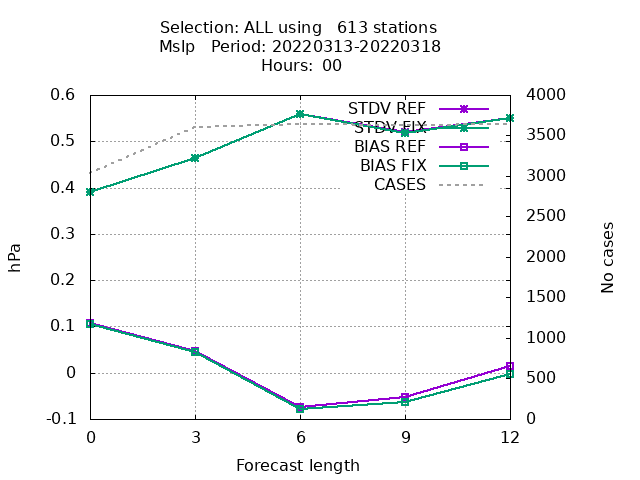 Selection: ALL using   613 stations
Mslp   Period: 20220313-20220318
Hours: 00
0.6
0.5
0.4
0.3
0.2
0.1
0
-0.1
hPa
STDV REF
STDV FIX
BIAS REF
BIAS FIX
CASES
4000
3500
3000
2500
2000
1500
1000
500
0
No cases
0 3 6 9 12
Forecast length